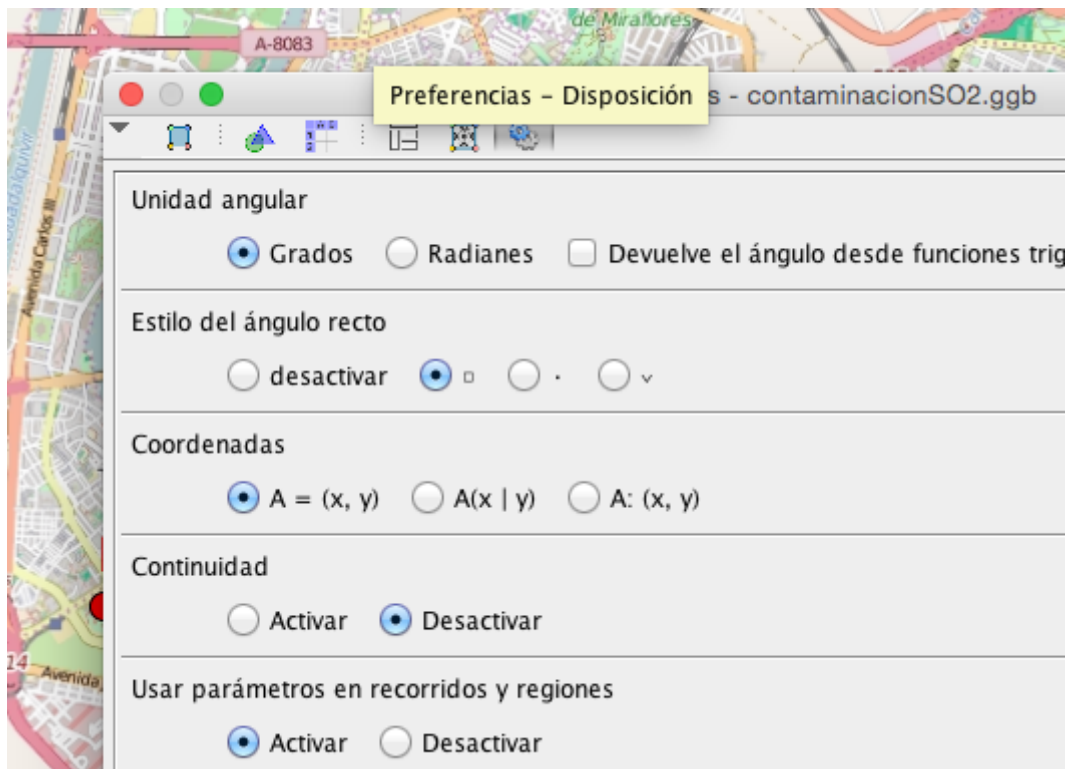 de Miraflores
A-8083
Preferencias – Disposición s - contaminacionSO2.ggb
Unidad angular
Grados Radianes Devuelve el ángulo desde funciones trig
Estilo del ángulo recto
desactivar
Coordenadas
A = (x, y) A(x | y) A: (x, y)
Continuidad
Activar Desactivar
Usar parámetros en recorridos y regiones
Activar Desactivar
Guadalquivir
Avenida Carlos III
14
Avenida